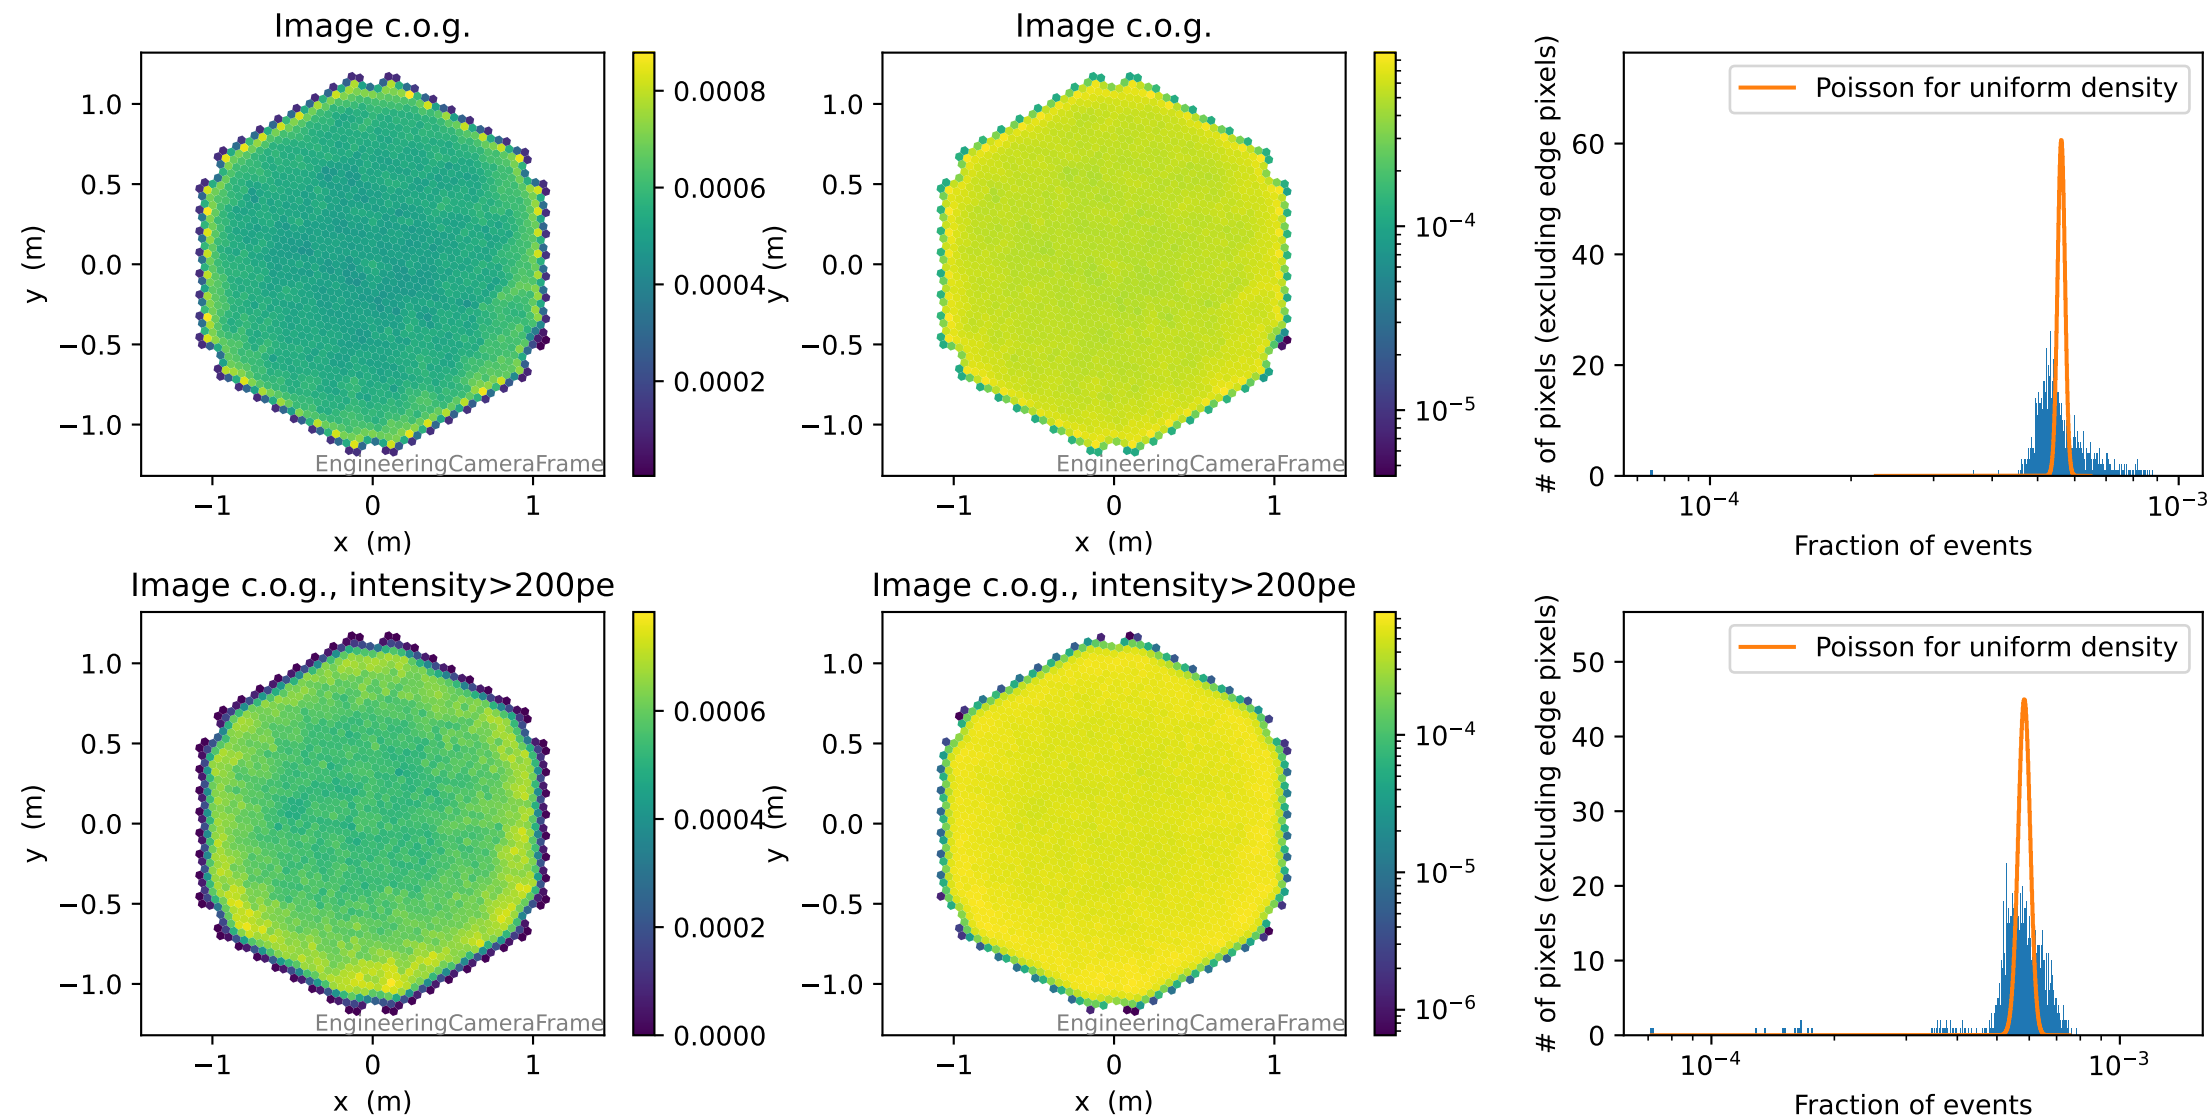 Image c.o.g.
1.0
0.5
0.0
−0.5
−1.0
y (m)
−1
0
1
x (m)
EngineeringCameraFrame
0.0008
0.0006
0.0004
0.0002
Image c.o.g.
1.0
0.5
0.0
−0.5
−1.0
y (m)
−1
0
1
x (m)
EngineeringCameraFrame
10⁻⁴
10⁻⁵
Poisson for uniform density
60
40
20
0
# of pixels (excluding edge pixels)
10⁻⁴
10⁻³
Fraction of events
Image c.o.g., intensity>200pe
1.0
0.5
0.0
−0.5
−1.0
y (m)
−1
0
1
x (m)
EngineeringCameraFrame
0.0006
0.0004
0.0002
0.0000
Image c.o.g., intensity>200pe
1.0
0.5
0.0
−0.5
−1.0
y (m)
−1
0
1
x (m)
EngineeringCameraFrame
10⁻⁴
10⁻⁵
10⁻⁶
Poisson for uniform density
50
40
30
20
10
0
# of pixels (excluding edge pixels)
10⁻⁴
10⁻³
Fraction of events